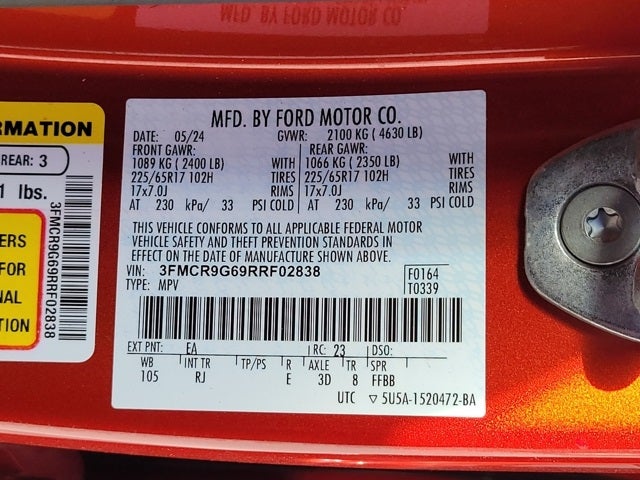 MFD. BY FORD MOTOR CO.
RMATION
REAR: 3
1 lbs.
ERS
FOR
NAL
TION
3FMCR9G69RRF02838
MFD. BY FORD MOTOR CO.
DATE: 05/24 GVWR: 2100 KG ( 4630 LB)
FRONT GAWR: REAR GAWR:
1089 KG ( 2400 LB) WITH 1066 KG ( 2350 LB) WITH
225/65R17 102H TIRES 225/65R17 102H TIRES
17x7.0J RIMS 17x7.0J RIMS
AT 230 kPa/ 33 PSI COLD AT 230 kPa/ 33 PSI COLD
THIS VEHICLE CONFORMS TO ALL APPLICABLE FEDERAL MOTOR
VEHICLE SAFETY AND THEFT PREVENTION STANDARDS IN
EFFECT ON THE DATE OF MANUFACTURE SHOWN ABOVE.
VIN: 3FMCR9G69RRF02838 F0164
TYPE: MPV T0339
EXT PNT: EA RC: 23 DSO:
WB INT TR TP/PS R AXLE TR SPR
105 RJ E 3D 8 FFBB
UTC ▽ 5U5A-1520472-BA